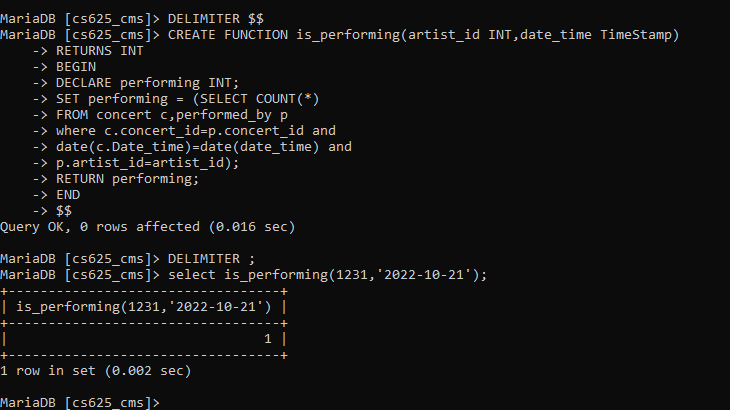 MariaDB [cs625_cms]> DELIMITER $$
MariaDB [cs625_cms]> CREATE FUNCTION is_performing(artist_id INT,date_time TimeStamp)
    -> RETURNS INT
    -> BEGIN
    -> DECLARE performing INT;
    -> SET performing = (SELECT COUNT(*)
    -> FROM concert c,performed_by p
    -> where c.concert_id=p.concert_id and
    -> date(c.Date_time)=date(date_time) and
    -> p.artist_id=artist_id);
    -> RETURN performing;
    -> END
    -> $$
Query OK, 0 rows affected (0.016 sec)

MariaDB [cs625_cms]> DELIMITER ;
MariaDB [cs625_cms]> select is_performing(1231,'2022-10-21');
+----------------------------------+
| is_performing(1231,'2022-10-21') |
+----------------------------------+
|                                1 |
+----------------------------------+
1 row in set (0.002 sec)

MariaDB [cs625_cms]>